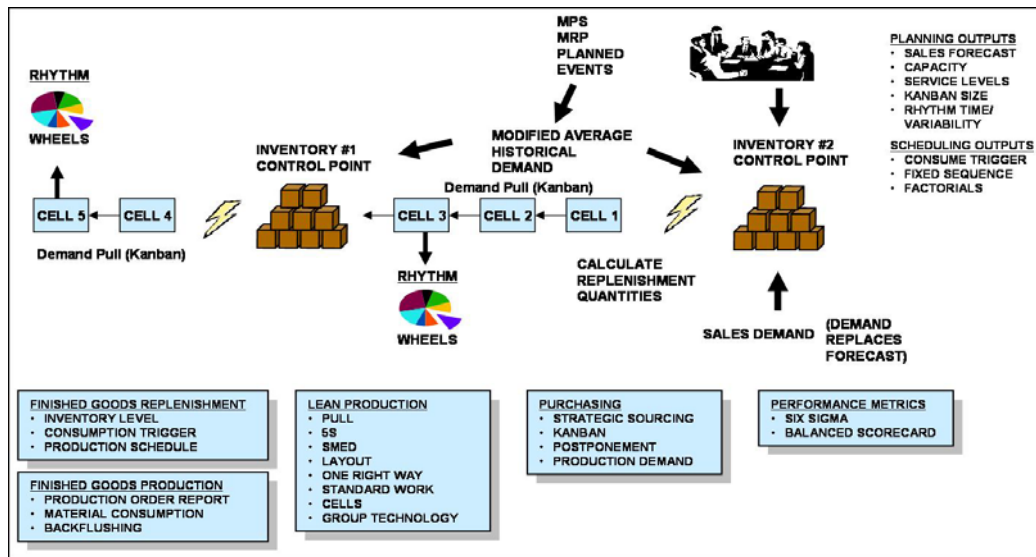 MPS
MRP
PLANNED
EVENTS
PLANNING OUTPUTS
• SALES FORECAST
• CAPACITY
• SERVICE LEVELS
• KANBAN SIZE
• RHYTHM TIME/
VARIABILITY
SCHEDULING OUTPUTS
• CONSUME TRIGGER
• FIXED SEQUENCE
• FACTORIALS
RHYTHM
WHEELS
MODIFIED AVERAGE
HISTORICAL
DEMAND
INVENTORY #1
CONTROL POINT
INVENTORY #2
CONTROL POINT
Demand Pull (Kanban)
CELL 5
CELL 4
CELL 3
CELL 2
CELL 1
Demand Pull (Kanban)
RHYTHM
WHEELS
CALCULATE
REPLENISHMENT
QUANTITIES
SALES DEMAND
(DEMAND
REPLACES
FORECAST)
FINISHED GOODS REPLENISHMENT
• INVENTORY LEVEL
• CONSUMPTION TRIGGER
• PRODUCTION SCHEDULE
FINISHED GOODS PRODUCTION
• PRODUCTION ORDER REPORT
• MATERIAL CONSUMPTION
• BACKFLUSHING
LEAN PRODUCTION
• PULL
• 5S
• SMED
• LAYOUT
• ONE RIGHT WAY
• STANDARD WORK
• CELLS
• GROUP TECHNOLOGY
PURCHASING
• STRATEGIC SOURCING
• KANBAN
• POSTPONEMENT
• PRODUCTION DEMAND
PERFORMANCE METRICS
• SIX SIGMA
• BALANCED SCORECARD